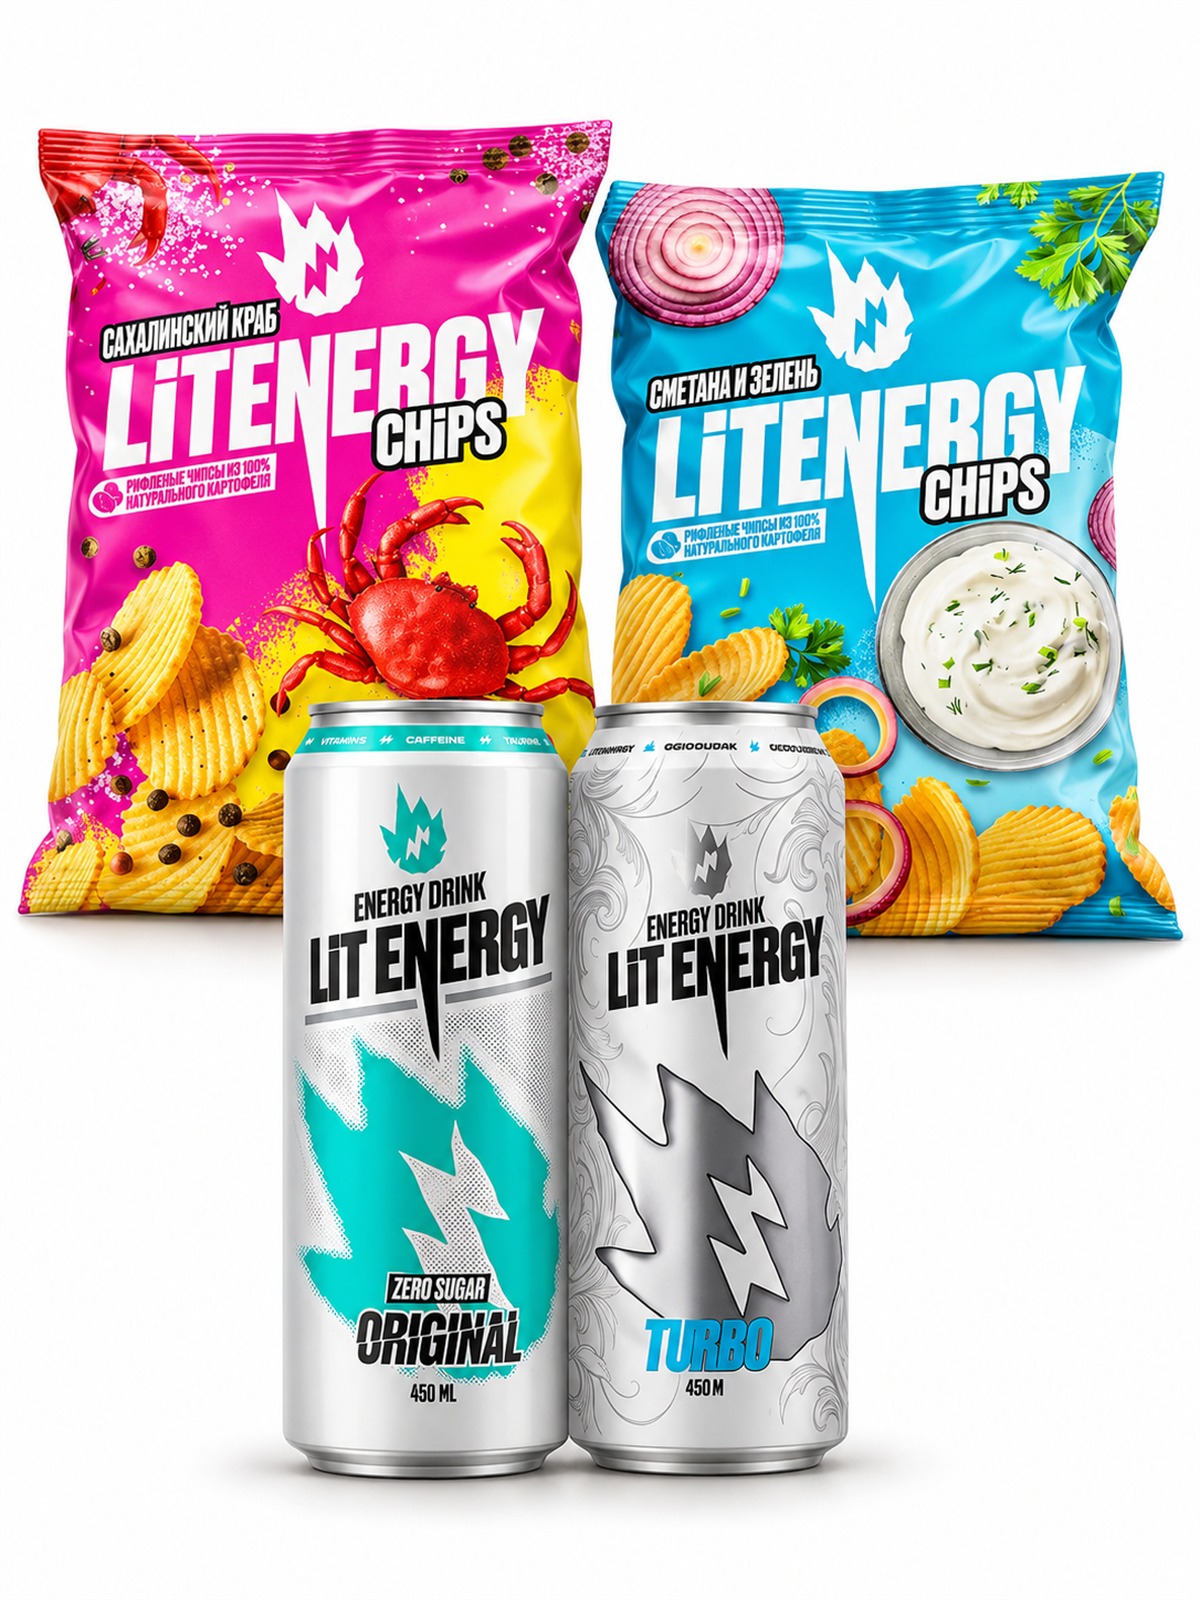 САХАЛИНСКИЙ КРАБ
LiTENERGY
CHiPS
РИФЛЕНЫЕ ЧИПСЫ ИЗ 100%
НАТУРАЛЬНОГО КАРТОФЕЛЯ
СМЕТАНА И ЗЕЛЕНЬ
LiTENERGY
CHiPS
РИФЛЕНЫЕ ЧИПСЫ ИЗ 100%
НАТУРАЛЬНОГО КАРТОФЕЛЯ
VITAMINS CAFFEINE
ENERGY DRINK
LiT ENERGY
ZERO SUGAR
ORIGINAL
450 ML
ENERGY DRINK
LiT ENERGY
TURBO
450 M